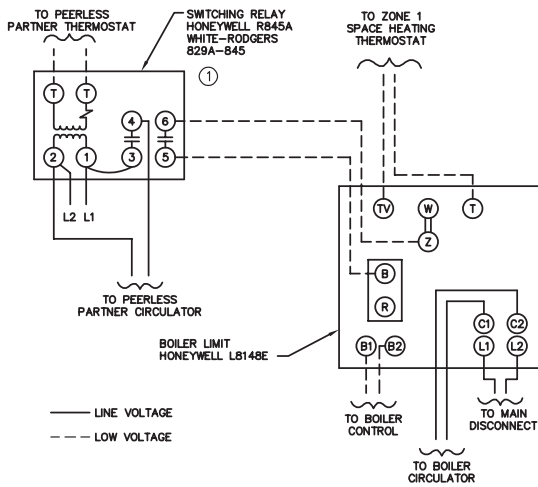 TO PEERLESS
PARTNER THERMOSTAT
SWITCHING RELAY
HONEYWELL R845A
WHITE-RODGERS
829A-845
1
TO ZONE 1
SPACE HEATING
THERMOSTAT
T T
4 6
2 1 3 5
L2 L1
TO PEERLESS
PARTNER CIRCULATOR
TV W T
Z
B
R
C1 C2
B1 B2 L1 L2
BOILER LIMIT
HONEYWELL L8148E
TO BOILER
CONTROL
TO MAIN
DISCONNECT
TO BOILER
CIRCULATOR
LINE VOLTAGE
LOW VOLTAGE